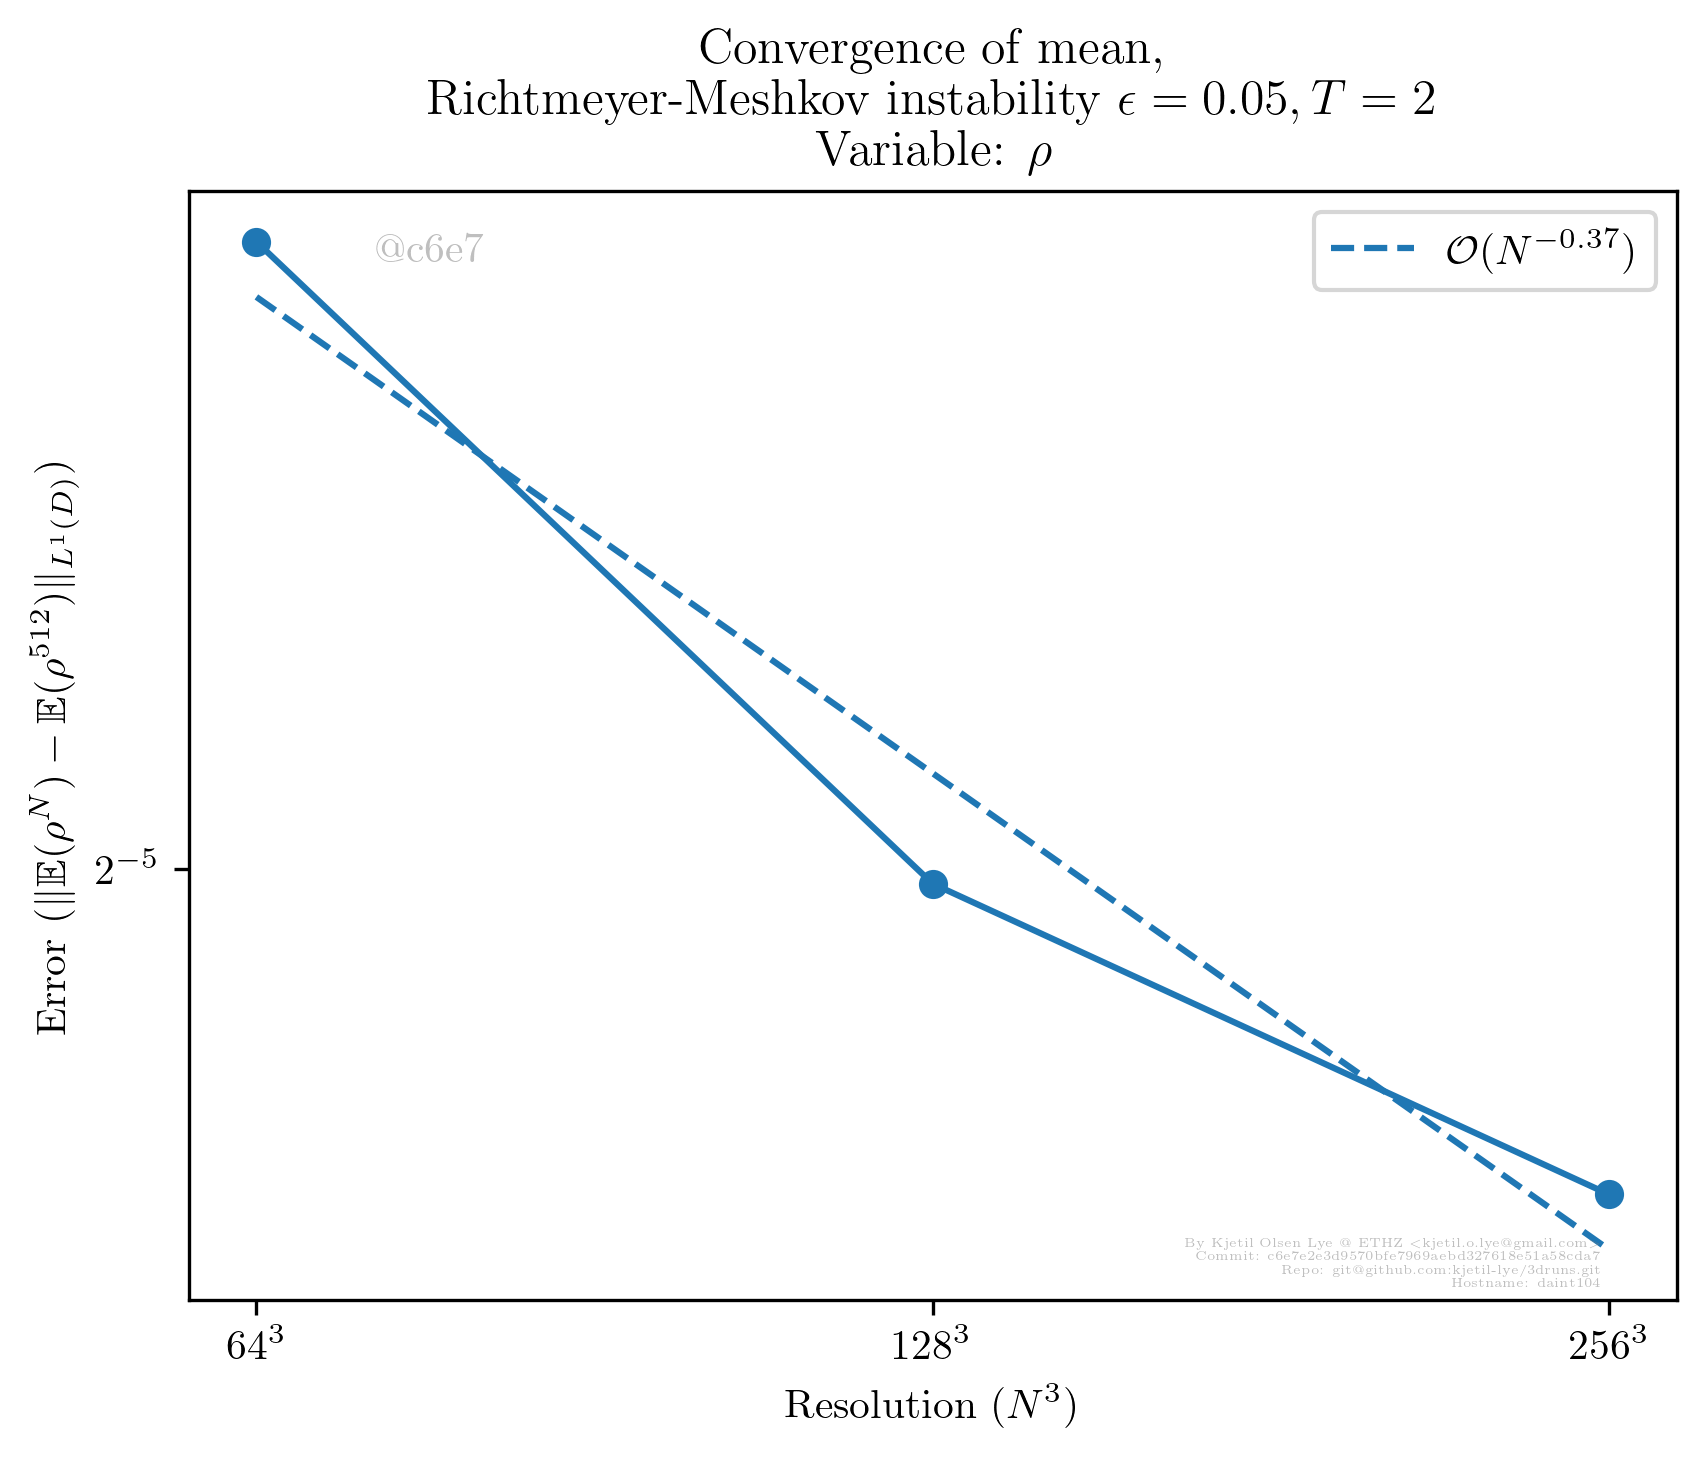 Convergence of mean,
Richtmeyer-Meshkov instability ϵ = 0.05, T = 2
Variable: ρ
@c6e7
𝒪(N^{-0.37})
Error (||𝔼(ρ^N) − 𝔼(ρ^{512})||_{L^1(D)})
2^{-5}
By Kjetil Olsen Lye @ ETHZ <kjetil.o.lye@gmail.com>
Commit: c6e7e2e3d9570bfe7969aebd327618e51a58cda7
Repo: git@github.com:kjetil-lye/3druns.git
Hostname: daint104
64^3 128^3 256^3
Resolution (N^3)